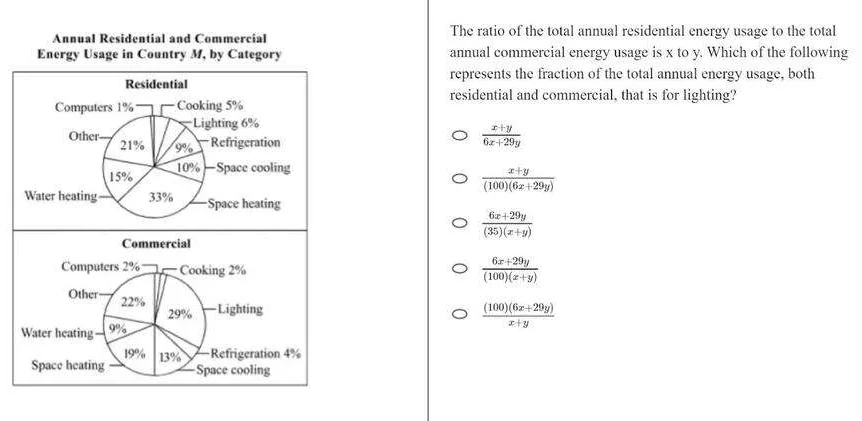 Annual Residential and Commercial
Energy Usage in Country M, by Category
Residential
Computers 1%
Cooking 5%
Lighting 6%
Other
21%
9%
Refrigeration
10%
Space cooling
15%
Water heating
33%
Space heating
Commercial
Computers 2%
Cooking 2%
Other
22%
29%
Lighting
Water heating
9%
19%
13%
Refrigeration 4%
Space heating
Space cooling
The ratio of the total annual residential energy usage to the total
annual commercial energy usage is x to y. Which of the following
represents the fraction of the total annual energy usage, both
residential and commercial, that is for lighting?
x+y
6x+29y
x+y
(100)(6x+29y)
6x+29y
(35)(x+y)
6x+29y
(100)(x+y)
(100)(6x+29y)
x+y